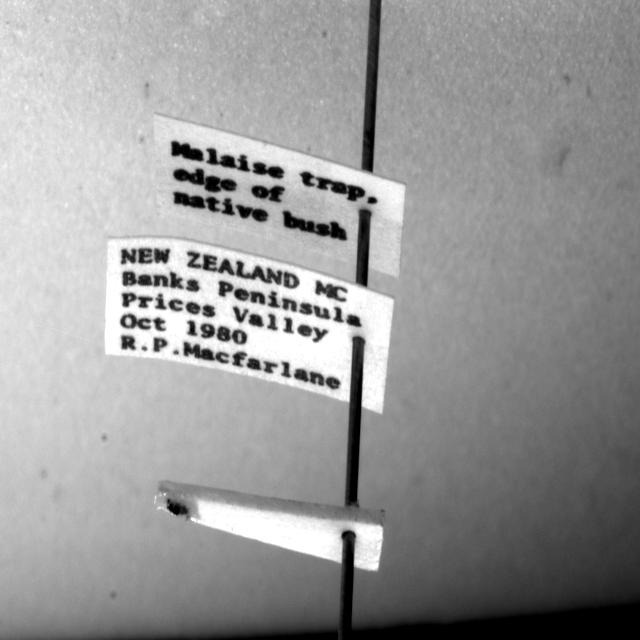 Malaise trap.
edge of
native bush
NEW ZEALAND MC
Banks Peninsula
Prices Valley
Oct 1980
R.P.Macfarlane